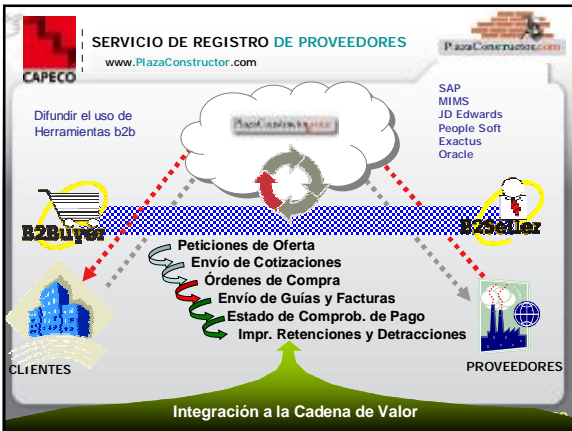 SERVICIO DE REGISTRO DE PROVEEDORES
www.PlazaConstructor.com
CAPECO
PlazaConstructor.com
Difundir el uso de
Herramientas b2b
PlazaConstructor.com
SAP
MIMS
JD Edwards
People Soft
Exactus
Oracle
B2Buyer
B2Seller
Peticiones de Oferta
Envío de Cotizaciones
Órdenes de Compra
Envío de Guías y Facturas
Estado de Comprob. de Pago
Impr. Retenciones y Detracciones
CLIENTES
PROVEEDORES
Integración a la Cadena de Valor